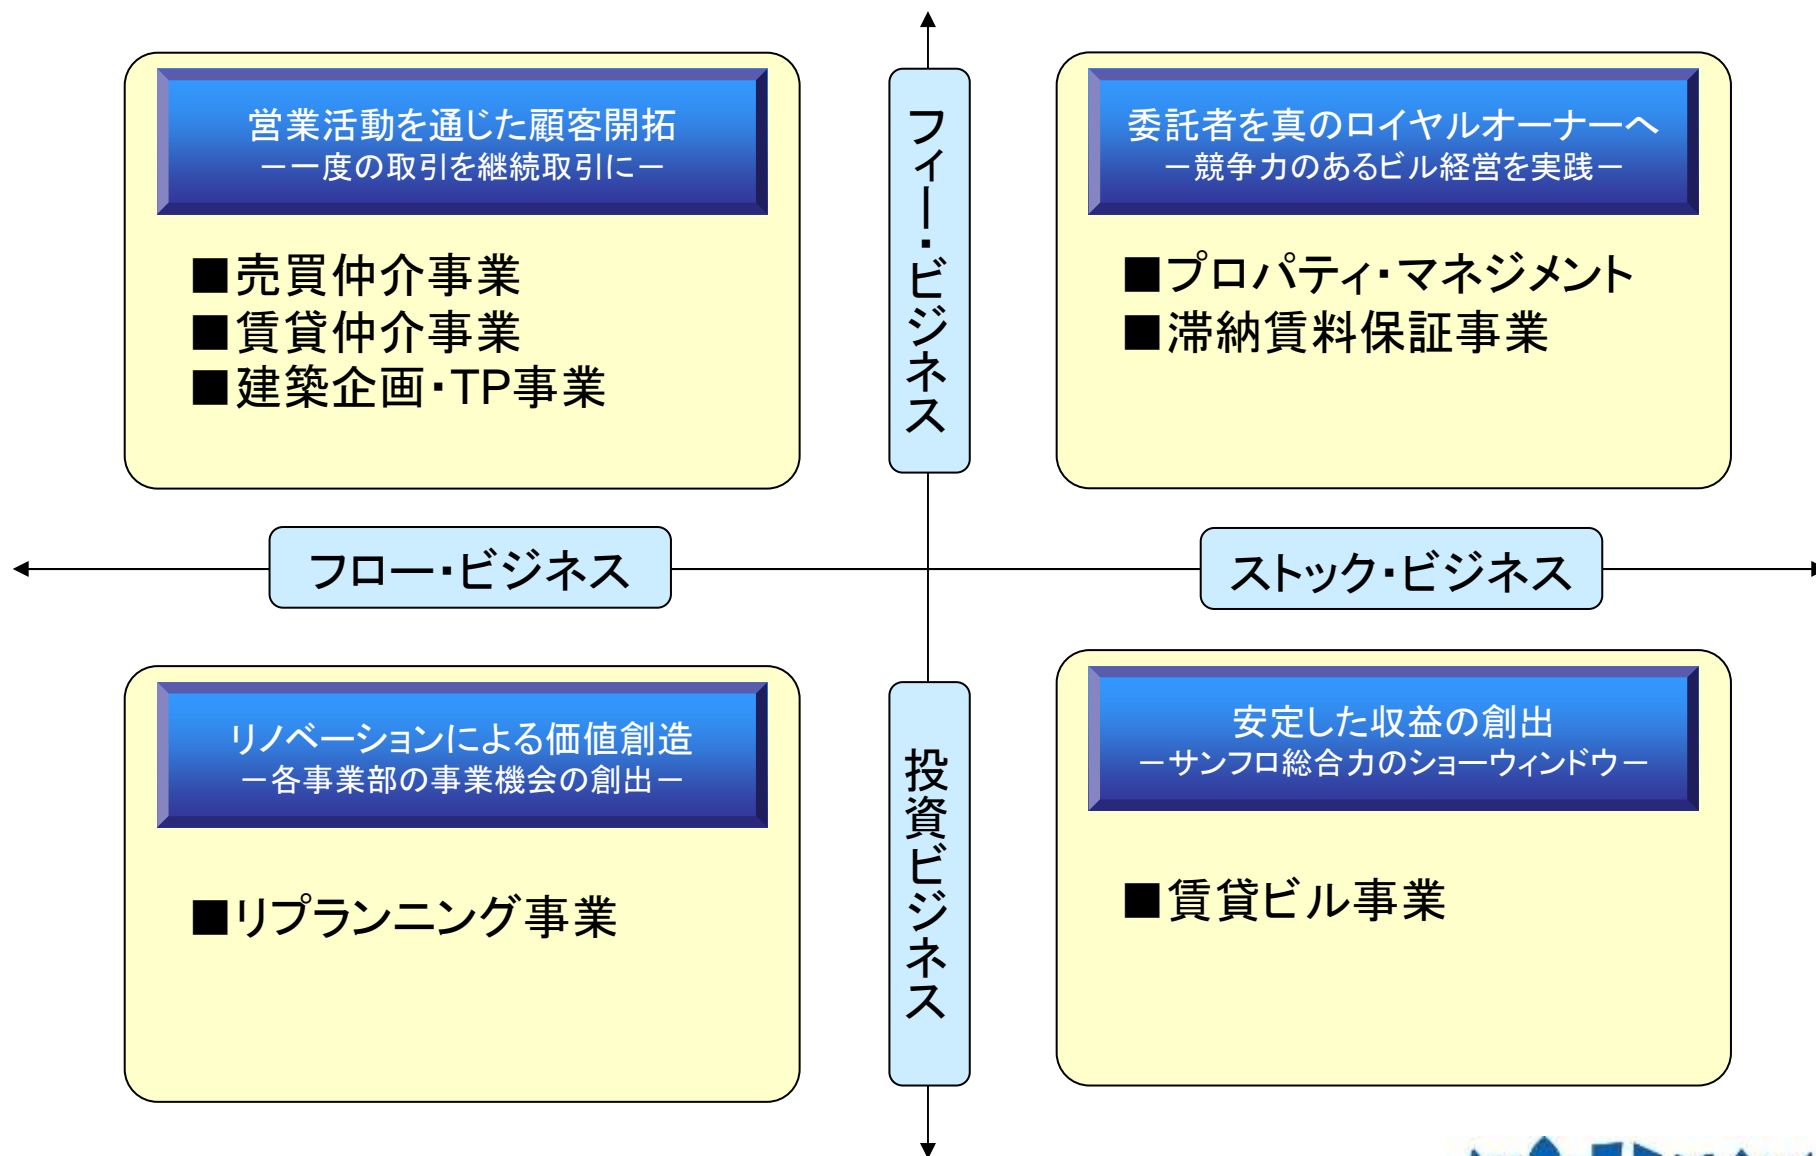 営業活動を通じた顧客開拓
－一度の取引を継続取引に－
■売買仲介事業
■賃貸仲介事業
■建築企画・TP事業
フィー・ビジネス
委託者を真のロイヤルオーナーへ
－競争力のあるビル経営を実践－
■プロパティ・マネジメント
■滞納賃料保証事業
フロー・ビジネス
ストック・ビジネス
リノベーションによる価値創造
－各事業部の事業機会の創出－
■リプランニング事業
投資ビジネス
安定した収益の創出
－サンフロ総合力のショーウィンドウ－
■賃貸ビル事業